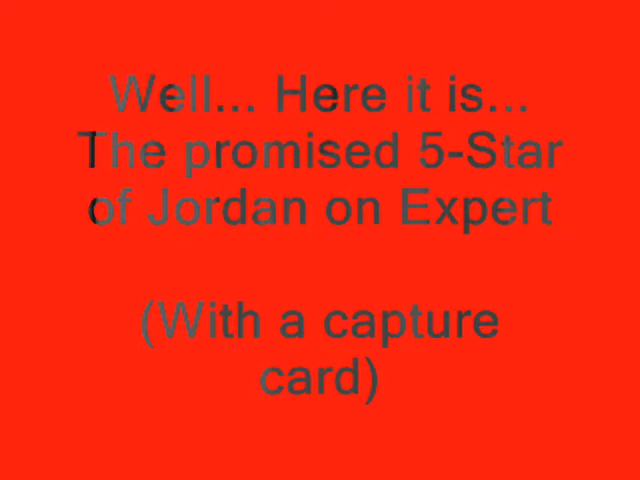 Well... Here it is...
The promised 5-Star
of Jordan on Expert
(With a capture
card)